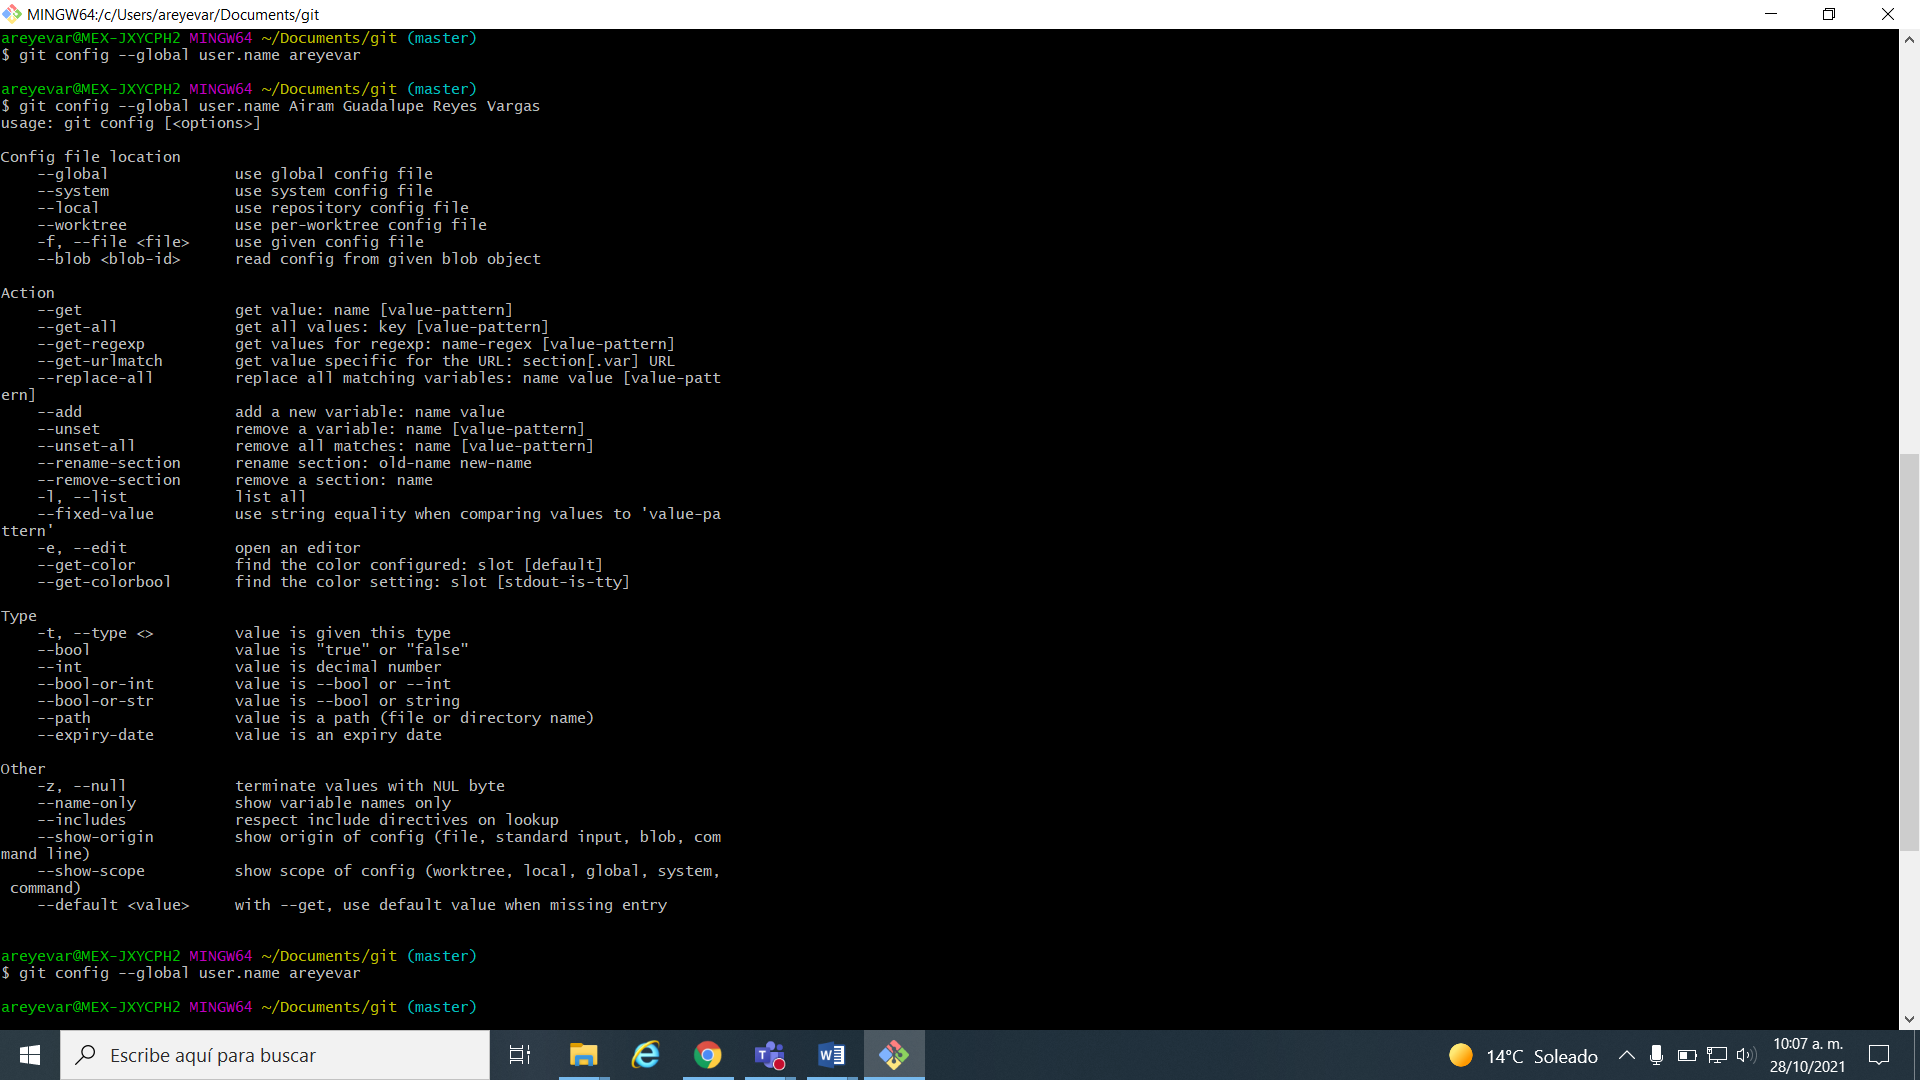 MINGW64:/c/Users/areyevar/Documents/git
areyevar@MEX-JXYCPH2 MINGW64 ~/Documents/git (master)
$ git config --global user.name areyevar
areyevar@MEX-JXYCPH2 MINGW64 ~/Documents/git (master)
$ git config --global user.name Airam Guadalupe Reyes Vargas
usage: git config [<options>]
Config file location
--global use global config file
--system use system config file
--local use repository config file
--worktree use per-worktree config file
-f, --file <file> use given config file
--blob <blob-id> read config from given blob object
Action
--get get value: name [value-pattern]
--get-all get all values: key [value-pattern]
--get-regexp get values for regexp: name-regex [value-pattern]
--get-urlmatch get value specific for the URL: section[.var] URL
--replace-all replace all matching variables: name value [value-patt
ern]
--add add a new variable: name value
--unset remove a variable: name [value-pattern]
--unset-all remove all matches: name [value-pattern]
--rename-section rename section: old-name new-name
--remove-section remove a section: name
-l, --list list all
--fixed-value use string equality when comparing values to 'value-pa
ttern'
-e, --edit open an editor
--get-color find the color configured: slot [default]
--get-colorbool find the color setting: slot [stdout-is-tty]
Type
-t, --type <> value is given this type
--bool value is "true" or "false"
--int value is decimal number
--bool-or-int value is --bool or --int
--bool-or-str value is --bool or string
--path value is a path (file or directory name)
--expiry-date value is an expiry date
Other
-z, --null terminate values with NUL byte
--name-only show variable names only
--includes respect include directives on lookup
--show-origin show origin of config (file, standard input, blob, com
mand line)
--show-scope show scope of config (worktree, local, global, system,
command)
--default <value> with --get, use default value when missing entry
areyevar@MEX-JXYCPH2 MINGW64 ~/Documents/git (master)
$ git config --global user.name areyevar
areyevar@MEX-JXYCPH2 MINGW64 ~/Documents/git (master)
Escribe aquí para buscar
14°C Soleado
10:07 a. m.
28/10/2021